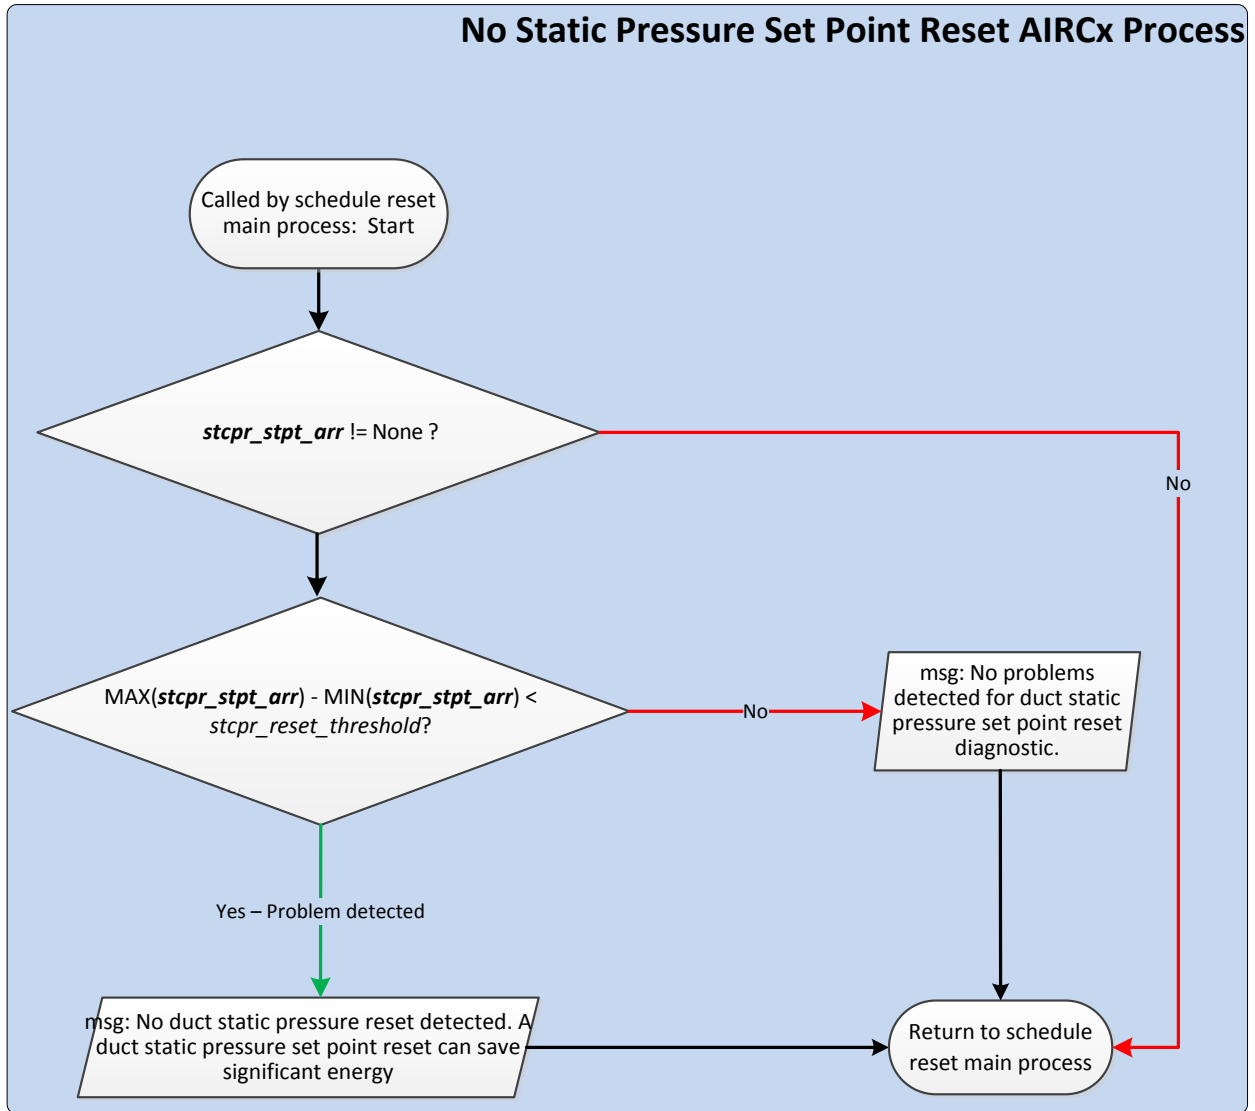 No Static Pressure Set Point Reset AIRCx Process
Called by schedule reset
main process:  Start
stcpr_stpt_arr != None ?
No
MAX(stcpr_stpt_arr) - MIN(stcpr_stpt_arr) <
stcpr_reset_threshold?
No
msg: No problems
detected for duct static
pressure set point reset
diagnostic.
Yes – Problem detected
msg: No duct static pressure reset detected. A
duct static pressure set point reset can save
significant energy
Return to schedule
reset main process